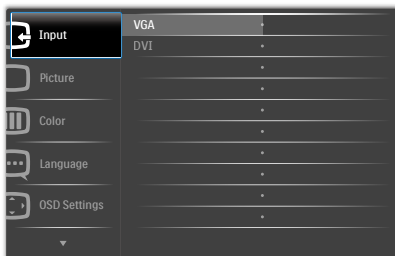 Input
VGA
DVI
Picture
Color
Language
OSD Settings